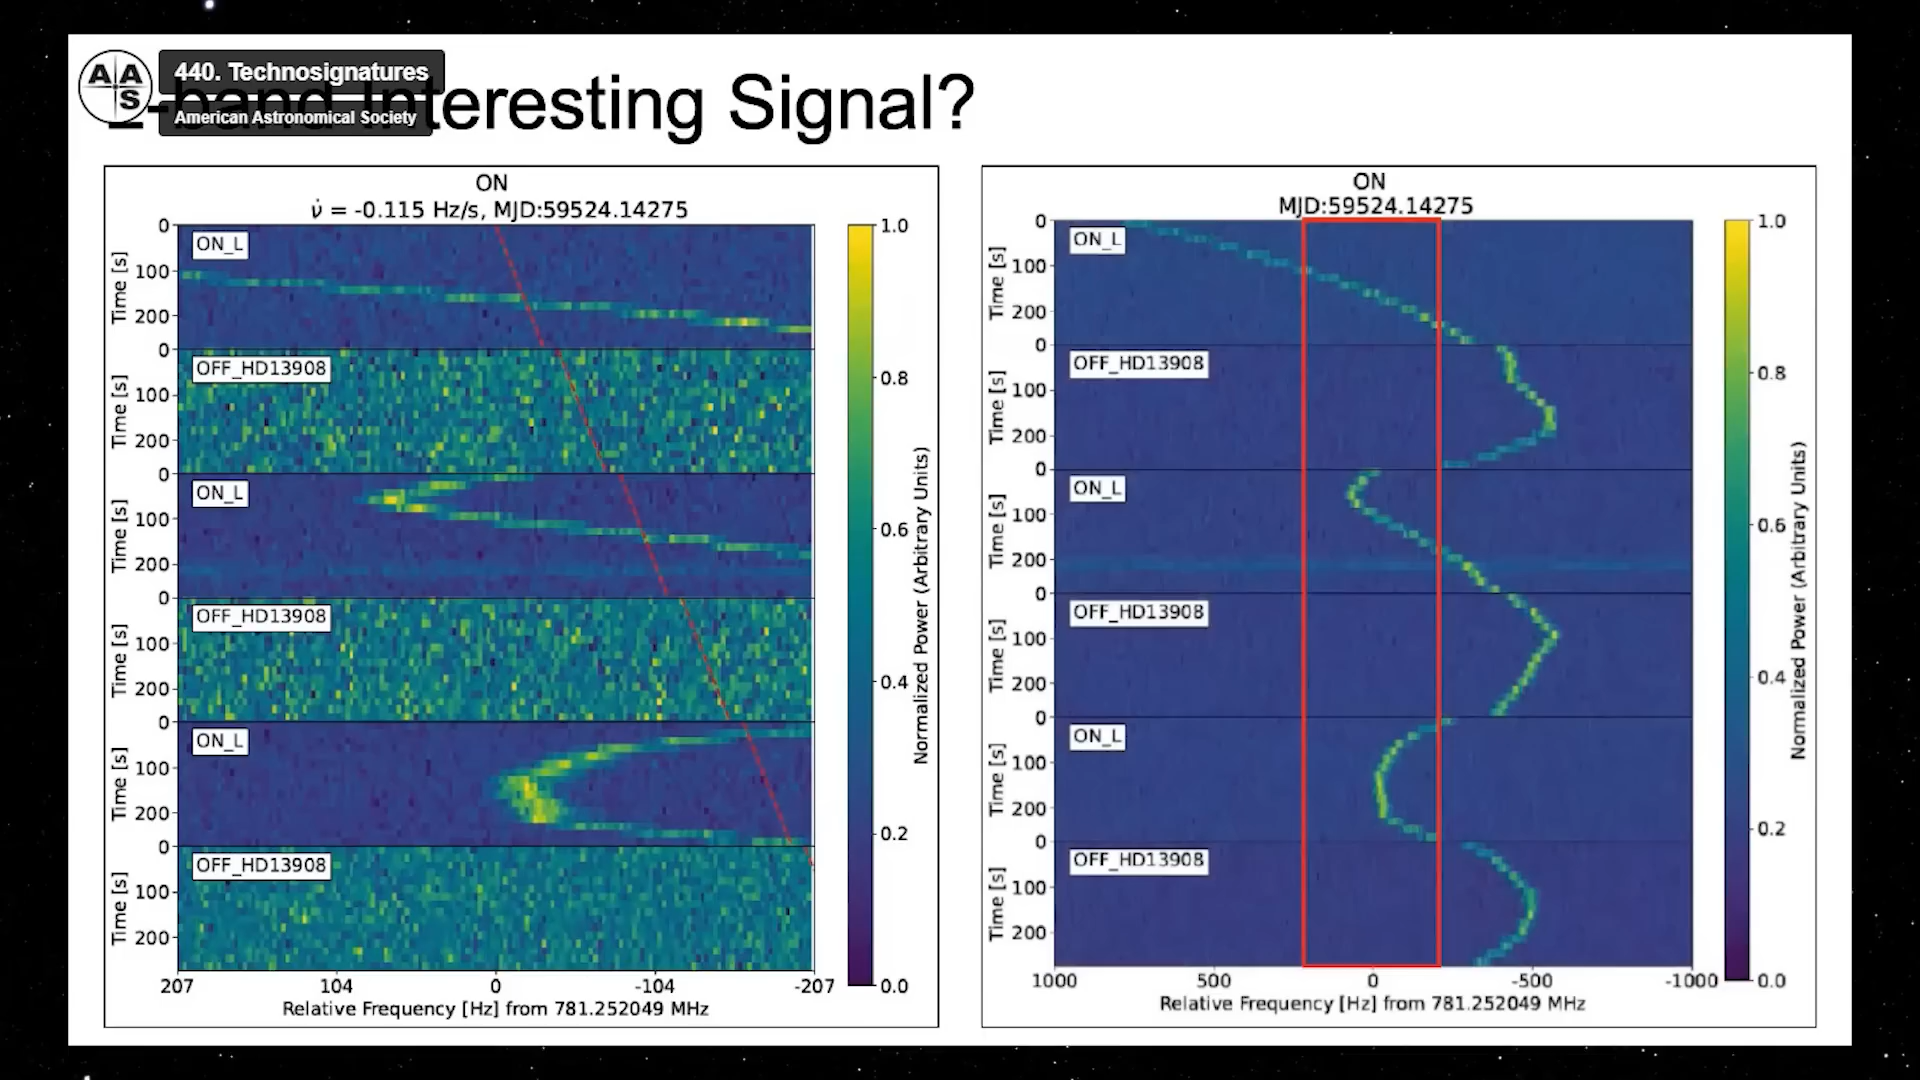 AAS
440. Technosignatures
American Astronomical Society
Interesting Signal?
ON
ν̇ = -0.115 Hz/s, MJD:59524.14275
ON_L
OFF_HD13908
ON_L
OFF_HD13908
ON_L
OFF_HD13908
Time [s]
Time [s]
Time [s]
Time [s]
Time [s]
Time [s]
0
100
200
0
100
200
0
100
200
0
100
200
0
100
200
0
100
200
207 104 0 -104 -207
Relative Frequency [Hz] from 781.252049 MHz
1.0
0.8
0.6
0.4
0.2
0.0
Normalized Power (Arbitrary Units)
ON
MJD:59524.14275
ON_L
OFF_HD13908
ON_L
OFF_HD13908
ON_L
OFF_HD13908
Time [s]
Time [s]
Time [s]
Time [s]
Time [s]
Time [s]
0
100
200
0
100
200
0
100
200
0
100
200
0
100
200
0
100
200
1000 500 0 -500 -1000
Relative Frequency [Hz] from 781.252049 MHz
1.0
0.8
0.6
0.4
0.2
0.0
Normalized Power (Arbitrary Units)